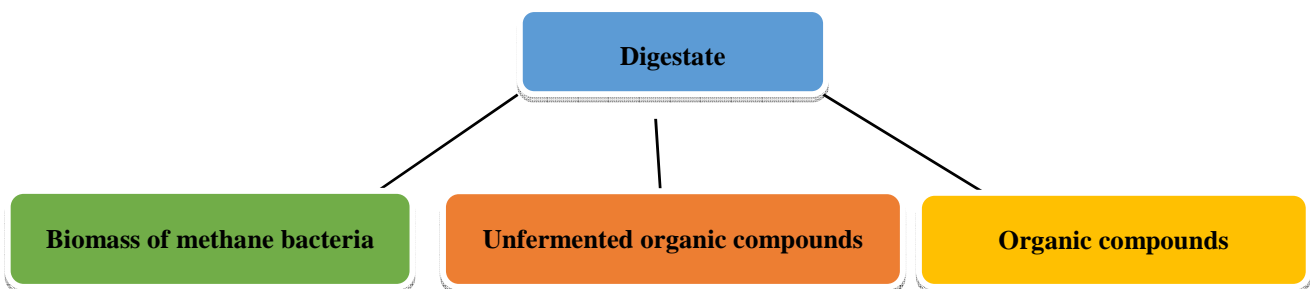 Digestate
Biomass of methane bacteria
Unfermented organic compounds
Organic compounds